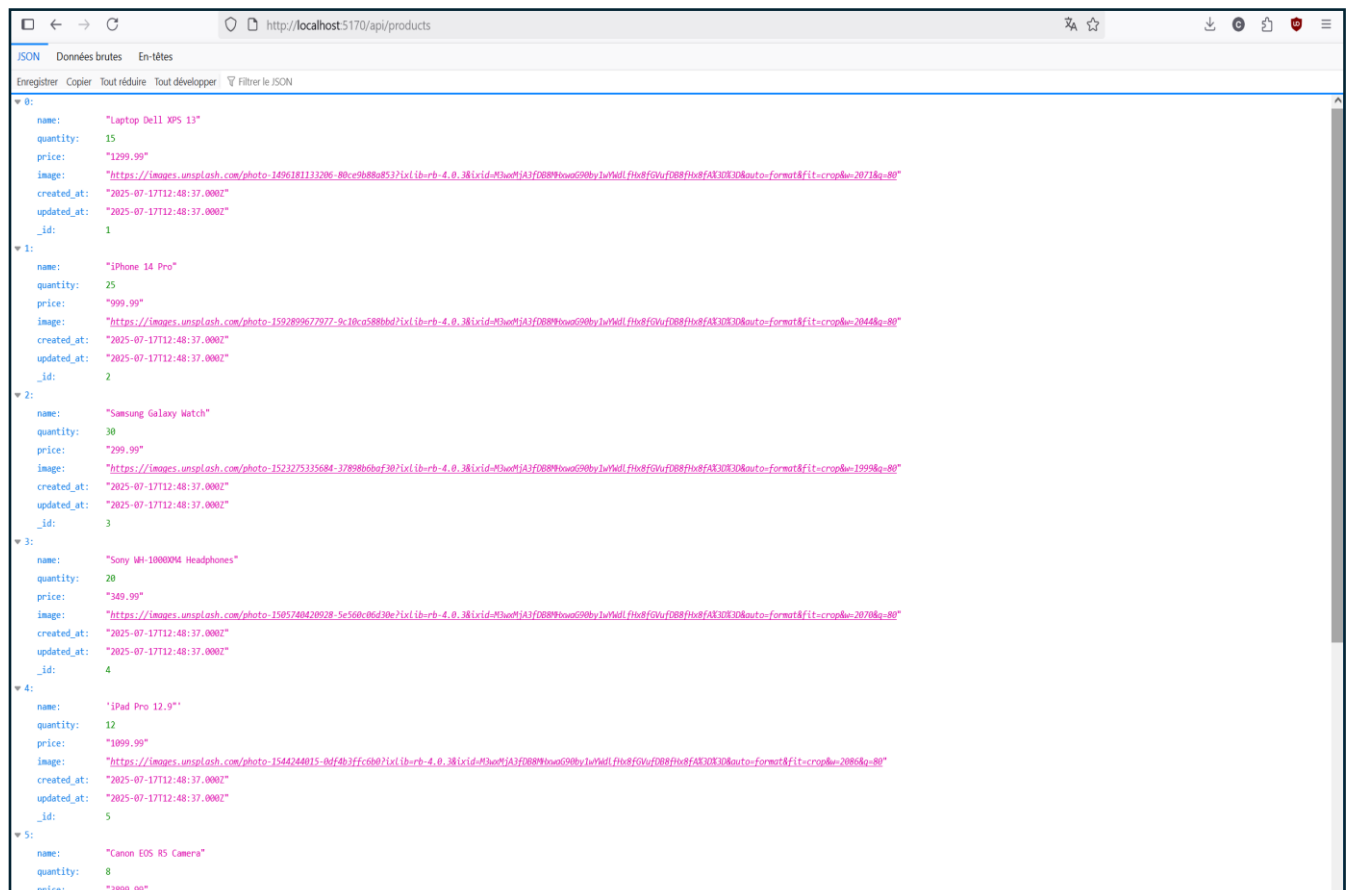 http://localhost:5170/api/products
JSON Données brutes En-têtes
Enregistrer Copier Tout réduire Tout développer Filtrer le JSON
0:
name: "Laptop Dell XPS 13"
quantity: 15
price: "1299.99"
image: "https://images.unsplash.com/photo-1496181133206-80ce9b88a853?ixlib=rb-4.0.3&ixid=M3wxMjA3fDB8MHxwaG90by1wYWdlfHx8fGVufDB8fHx8fA%3D%3D&auto=format&fit=crop&w=2071&q=80"
created_at: "2025-07-17T12:48:37.000Z"
updated_at: "2025-07-17T12:48:37.000Z"
_id: 1
1:
name: "iPhone 14 Pro"
quantity: 25
price: "999.99"
image: "https://images.unsplash.com/photo-1592899677977-9c10ca588bbd?ixlib=rb-4.0.3&ixid=M3wxMjA3fDB8MHxwaG90by1wYWdlfHx8fGVufDB8fHx8fA%3D%3D&auto=format&fit=crop&w=2044&q=80"
created_at: "2025-07-17T12:48:37.000Z"
updated_at: "2025-07-17T12:48:37.000Z"
_id: 2
2:
name: "Samsung Galaxy Watch"
quantity: 30
price: "299.99"
image: "https://images.unsplash.com/photo-1523275335684-37898b6baf30?ixlib=rb-4.0.3&ixid=M3wxMjA3fDB8MHxwaG90by1wYWdlfHx8fGVufDB8fHx8fA%3D%3D&auto=format&fit=crop&w=1999&q=80"
created_at: "2025-07-17T12:48:37.000Z"
updated_at: "2025-07-17T12:48:37.000Z"
_id: 3
3:
name: "Sony WH-1000XM4 Headphones"
quantity: 20
price: "349.99"
image: "https://images.unsplash.com/photo-1505740420928-5e560c06d30e?ixlib=rb-4.0.3&ixid=M3wxMjA3fDB8MHxwaG90by1wYWdlfHx8fGVufDB8fHx8fA%3D%3D&auto=format&fit=crop&w=2070&q=80"
created_at: "2025-07-17T12:48:37.000Z"
updated_at: "2025-07-17T12:48:37.000Z"
_id: 4
4:
name: 'iPad Pro 12.9"'
quantity: 12
price: "1099.99"
image: "https://images.unsplash.com/photo-1544244015-0df4b3ffc6b0?ixlib=rb-4.0.3&ixid=M3wxMjA3fDB8MHxwaG90by1wYWdlfHx8fGVufDB8fHx8fA%3D%3D&auto=format&fit=crop&w=2086&q=80"
created_at: "2025-07-17T12:48:37.000Z"
updated_at: "2025-07-17T12:48:37.000Z"
_id: 5
5:
name: "Canon EOS R5 Camera"
quantity: 8
price: "3899.99"